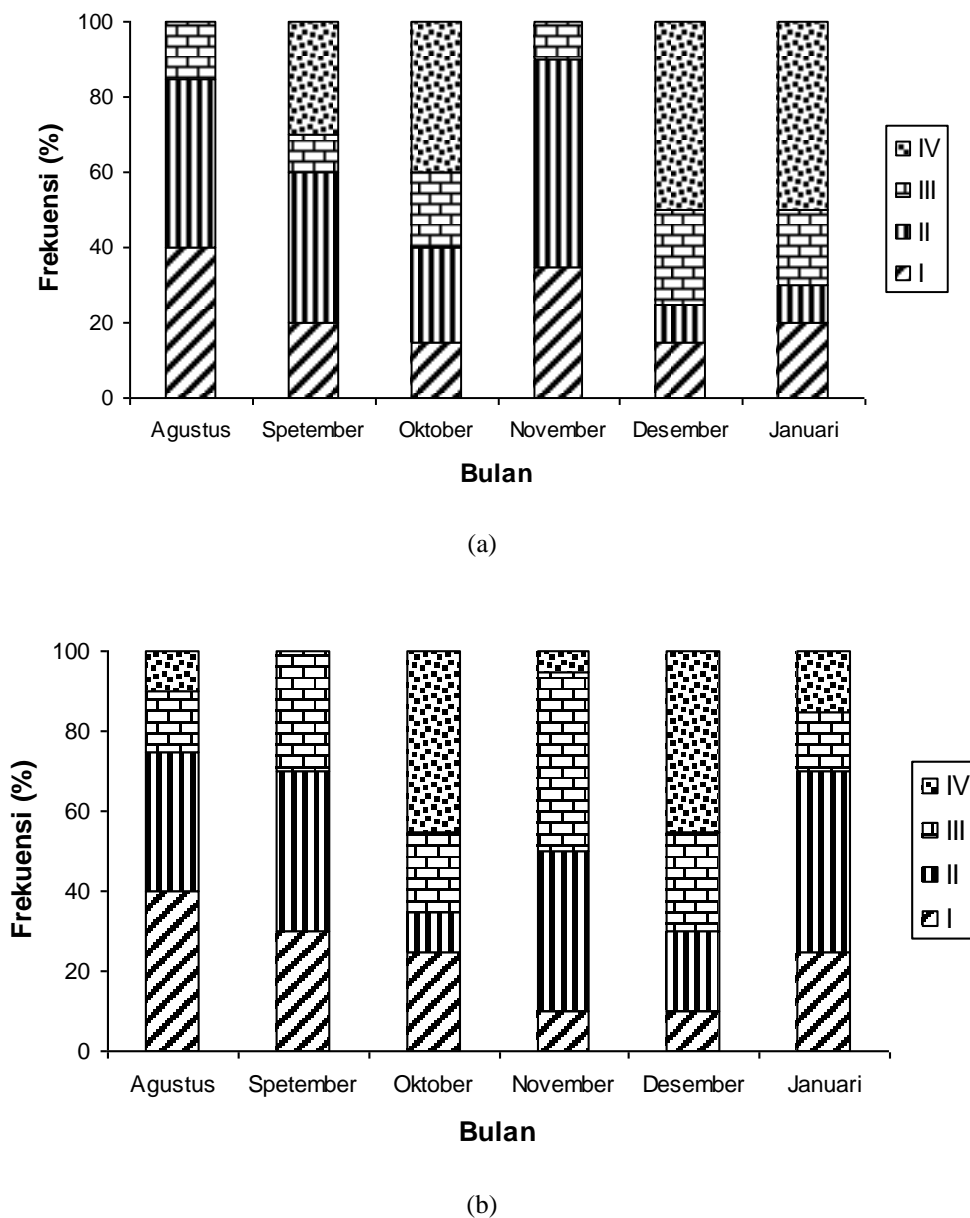 100
80
60
40
20
0
Frekuensi (%)
Agustus Spetember Oktober November Desember Januari
Bulan
IV
III
II
I
(a)
100
80
60
40
20
0
Frekuensi (%)
Agustus Spetember Oktober November Desember Januari
Bulan
IV
III
II
I
(b)